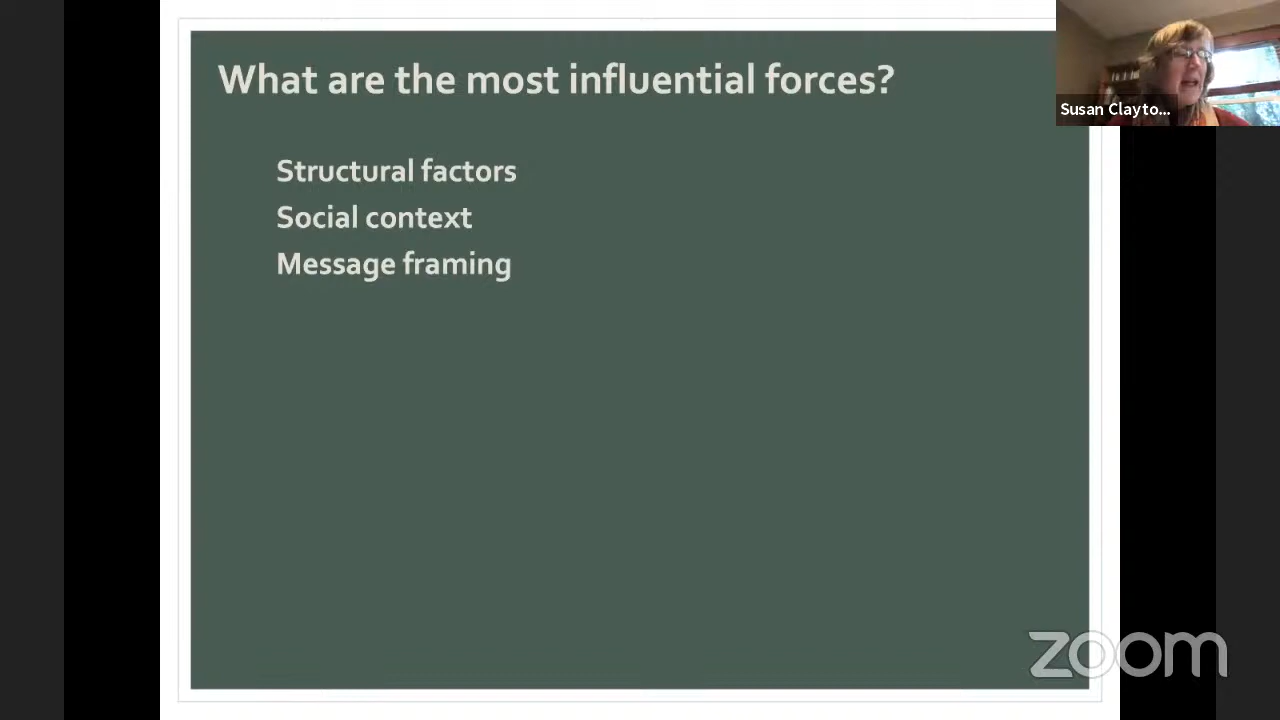 What are the most influential forces?
Structural factors
Social context
Message framing
Susan Clayto...
zoom